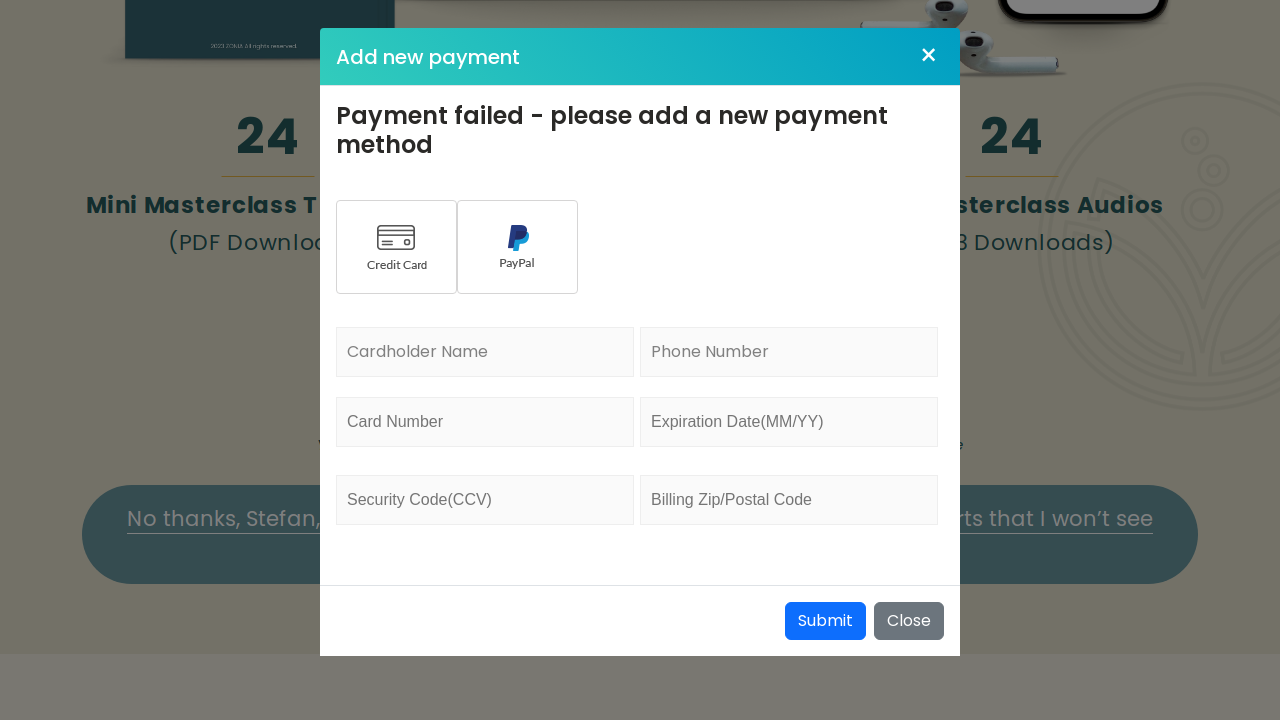 2023 ZONIA All rights reserved.
Add new payment
×
Payment failed - please add a new payment
method
24
24
Mini Masterclass T
sterclass Audios
(PDF Downloa
3 Downloads)
Credit Card
PayPal
Cardholder Name
Phone Number
Card Number
Expiration Date(MM/YY)
Security Code(CCV)
Billing Zip/Postal Code
No thanks, Stefan,
rts that I won’t see
Submit
Close